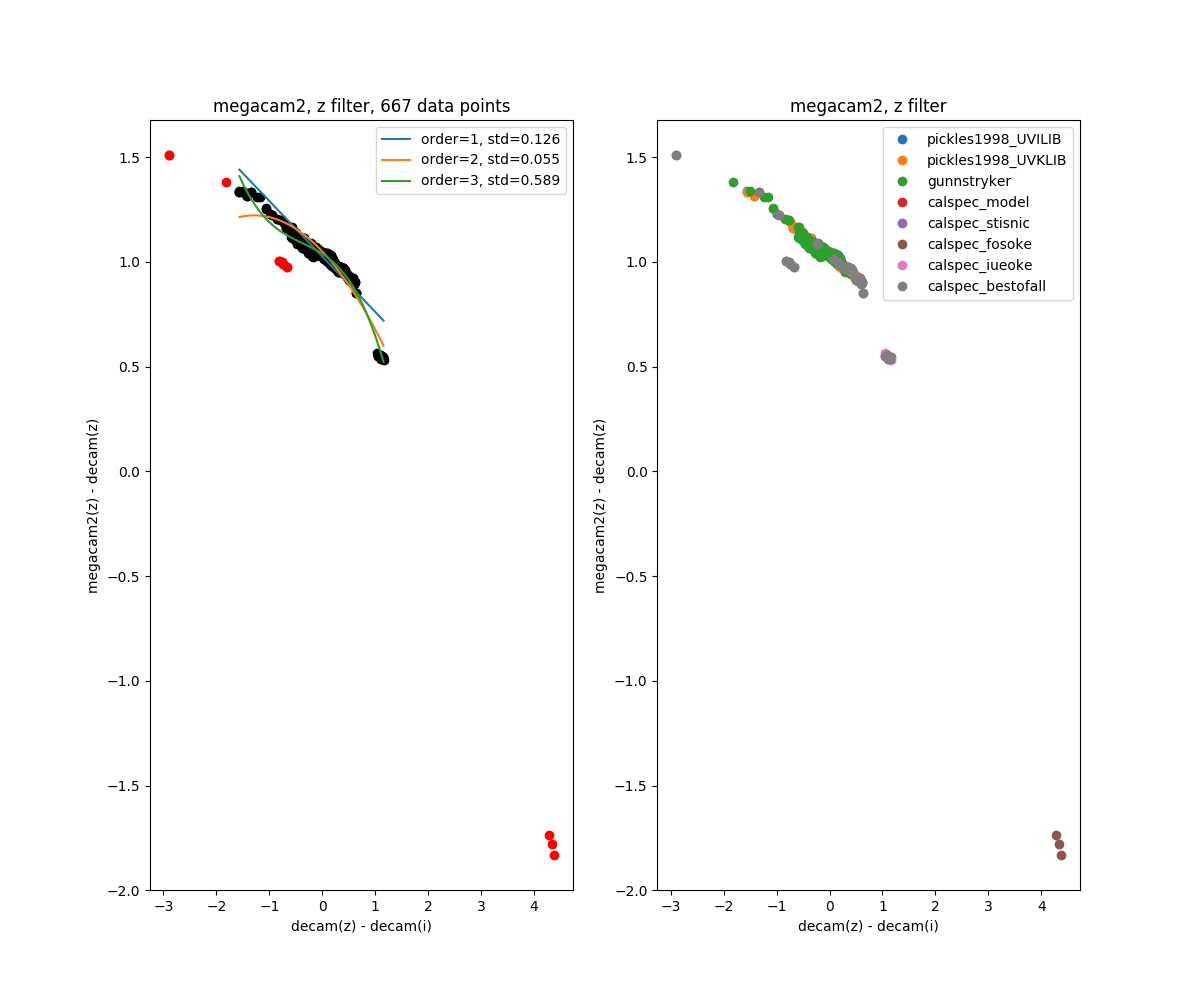 megacam2, z filter, 667 data points
order=1, std=0.126
order=2, std=0.055
order=3, std=0.589
1.5
1.0
0.5
0.0
−0.5
−1.0
−1.5
−2.0
megacam2(z) - decam(z)
−3
−2
−1
0
1
2
3
4
decam(z) - decam(i)
megacam2, z filter
pickles1998_UVILIB
pickles1998_UVKLIB
gunnstryker
calspec_model
calspec_stisnic
calspec_fosoke
calspec_iueoke
calspec_bestofall
1.5
1.0
0.5
0.0
−0.5
−1.0
−1.5
−2.0
megacam2(z) - decam(z)
−3
−2
−1
0
1
2
3
4
decam(z) - decam(i)